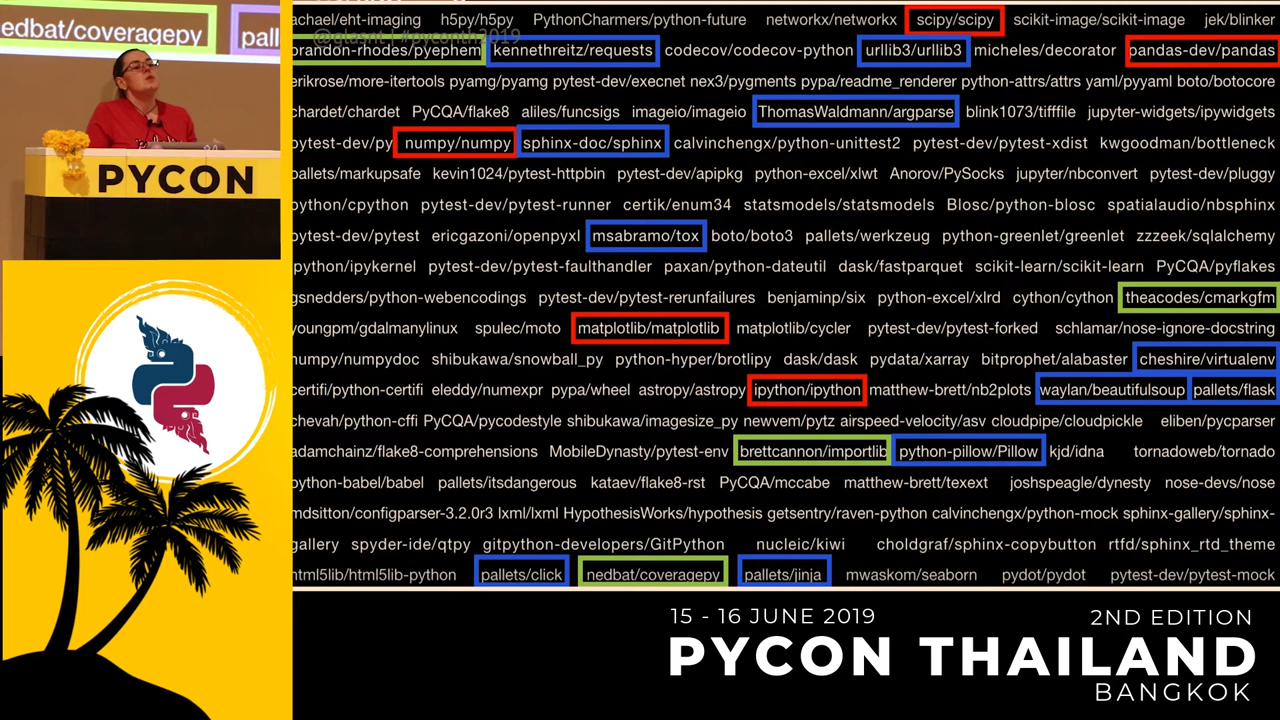 edbat/coveragepy pall
PYCON
achael/eht-imaging h5py/h5py PythonCharmers/python-future networkx/networkx scipy/scipy scikit-image/scikit-image jek/blinker
@glasnt | #pyconth2019
brandon-rhodes/pyephem kennethreitz/requests codecov/codecov-python urllib3/urllib3 micheles/decorator pandas-dev/pandas
erikrose/more-itertools pyamg/pyamg pytest-dev/execnet nex3/pygments pypa/readme_renderer python-attrs/attrs yaml/pyyaml boto/botocore
chardet/chardet PyCQA/flake8 aliles/funcsigs imageio/imageio ThomasWaldmann/argparse blink1073/tifffile jupyter-widgets/ipywidgets
pytest-dev/py numpy/numpy sphinx-doc/sphinx calvinchengx/python-unittest2 pytest-dev/pytest-xdist kwgoodman/bottleneck
pallets/markupsafe kevin1024/pytest-httpbin pytest-dev/apipkg python-excel/xlwt Anorov/PySocks jupyter/nbconvert pytest-dev/pluggy
python/cpython pytest-dev/pytest-runner certik/enum34 statsmodels/statsmodels Blosc/python-blosc spatialaudio/nbsphinx
pytest-dev/pytest ericgazoni/openpyxl msabramo/tox boto/boto3 pallets/werkzeug python-greenlet/greenlet zzzeek/sqlalchemy
ipython/ipykernel pytest-dev/pytest-faulthandler paxan/python-dateutil dask/fastparquet scikit-learn/scikit-learn PyCQA/pyflakes
gsnedders/python-webencodings pytest-dev/pytest-rerunfailures benjaminp/six python-excel/xlrd cython/cython theacodes/cmarkgfm
youngpm/gdalmanylinux spulec/moto matplotlib/matplotlib matplotlib/cycler pytest-dev/pytest-forked schlamar/nose-ignore-docstring
numpy/numpydoc shibukawa/snowball_py python-hyper/brotlipy dask/dask pydata/xarray bitprophet/alabaster cheshire/virtualenv
certifi/python-certifi eleddy/numexpr pypa/wheel astropy/astropy ipython/ipython matthew-brett/nb2plots waylan/beautifulsoup pallets/flask
chevah/python-cffi PyCQA/pycodestyle shibukawa/imagesize_py newvem/pytz airspeed-velocity/asv cloudpipe/cloudpickle eliben/pycparser
adamchainz/flake8-comprehensions MobileDynasty/pytest-env brettcannon/importlib python-pillow/Pillow kjd/idna tornadoweb/tornado
python-babel/babel pallets/itsdangerous kataev/flake8-rst PyCQA/mccabe matthew-brett/texext joshspeagle/dynesty nose-devs/nose
mdsitton/configparser-3.2.0r3 lxml/lxml HypothesisWorks/hypothesis getsentry/raven-python calvinchengx/python-mock sphinx-gallery/sphinx-
gallery spyder-ide/qtpy gitpython-developers/GitPython nucleic/kiwi choldgraf/sphinx-copybutton rtfd/sphinx_rtd_theme
html5lib/html5lib-python pallets/click nedbat/coveragepy pallets/jinja mwaskom/seaborn pydot/pydot pytest-dev/pytest-mock
15 - 16 JUNE 2019 2ND EDITION
PYCON THAILAND
BANGKOK